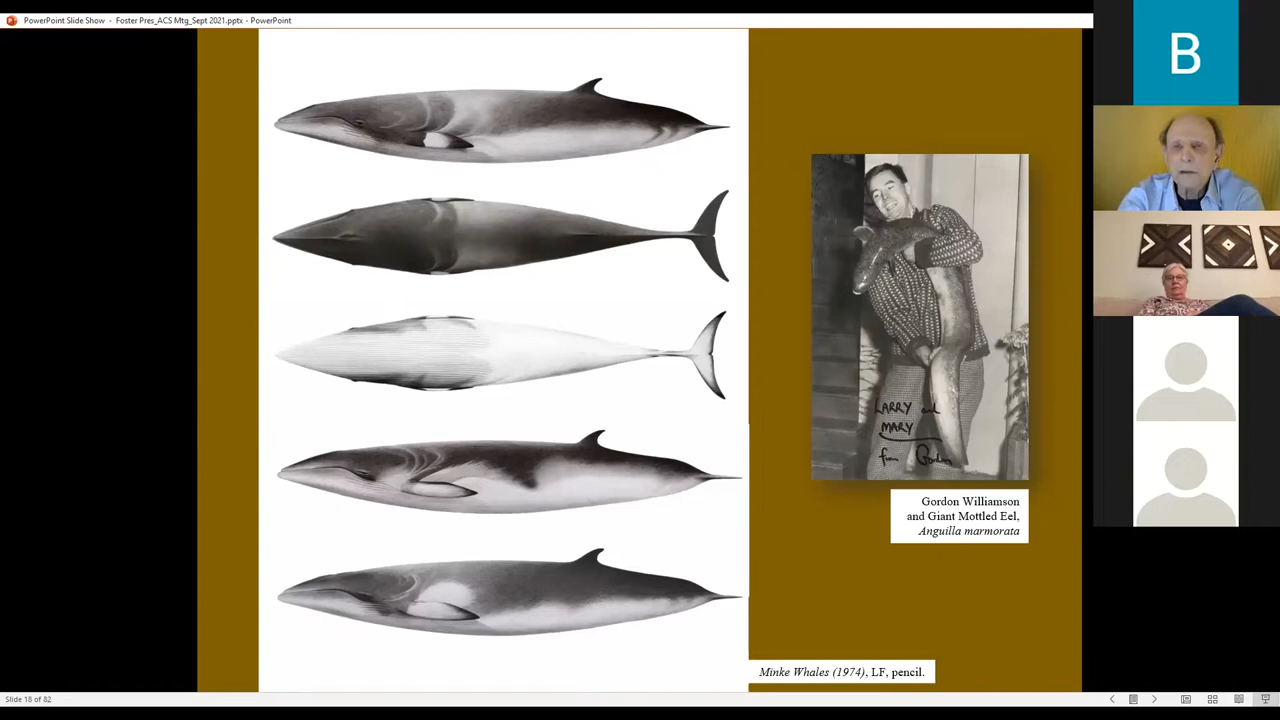 PowerPoint Slide Show - Foster Pres_ACS Mtg_Sept 2021.pptx - PowerPoint
B
LARRY and
MARY
from Gordon
Gordon Williamson
and Giant Mottled Eel,
Anguilla marmorata
Minke Whales (1974), LF, pencil.
Slide 18 of 82